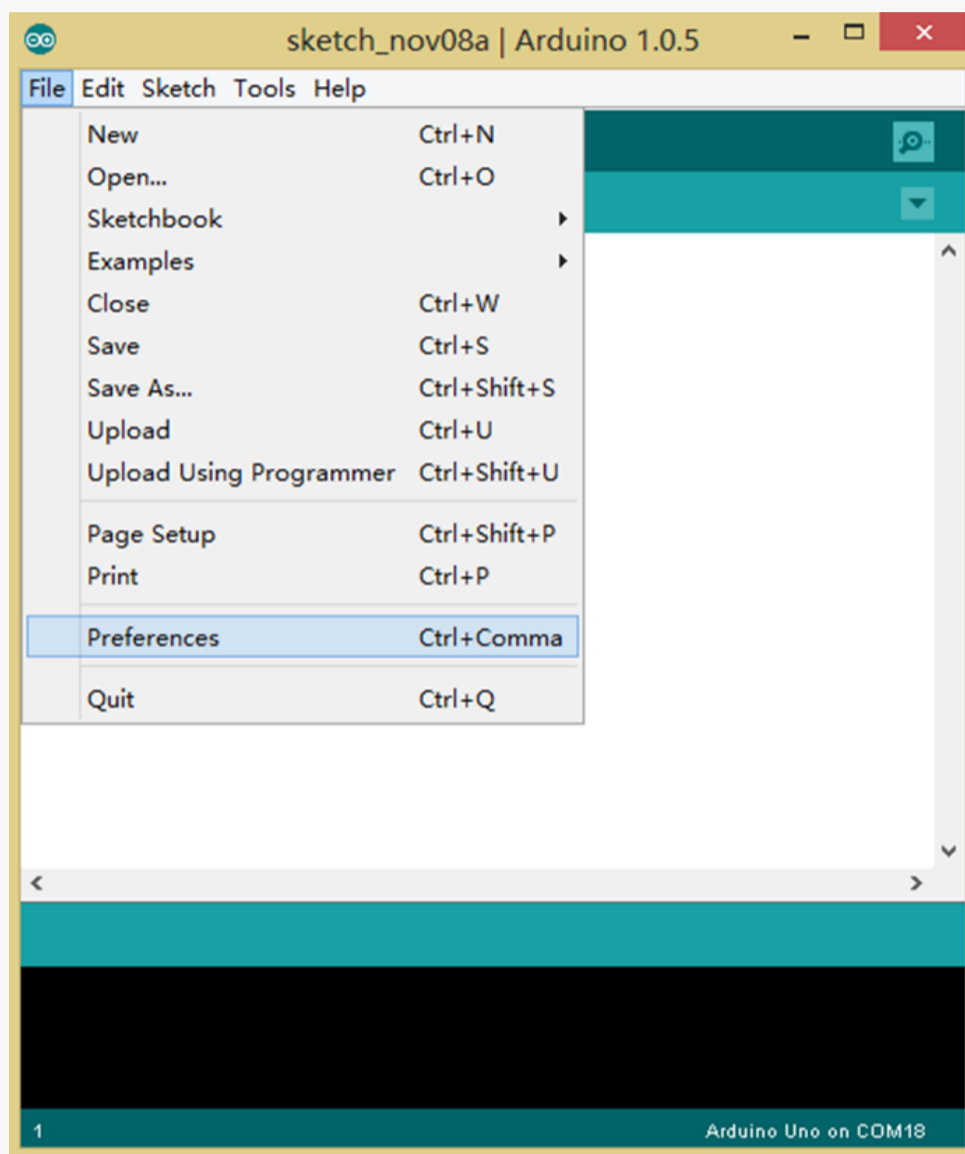 sketch_nov08a | Arduino 1.0.5
File Edit Sketch Tools Help
New Ctrl+N
Open... Ctrl+O
Sketchbook
Examples
Close Ctrl+W
Save Ctrl+S
Save As... Ctrl+Shift+S
Upload Ctrl+U
Upload Using Programmer Ctrl+Shift+U
Page Setup Ctrl+Shift+P
Print Ctrl+P
Preferences Ctrl+Comma
Quit Ctrl+Q
1 Arduino Uno on COM18